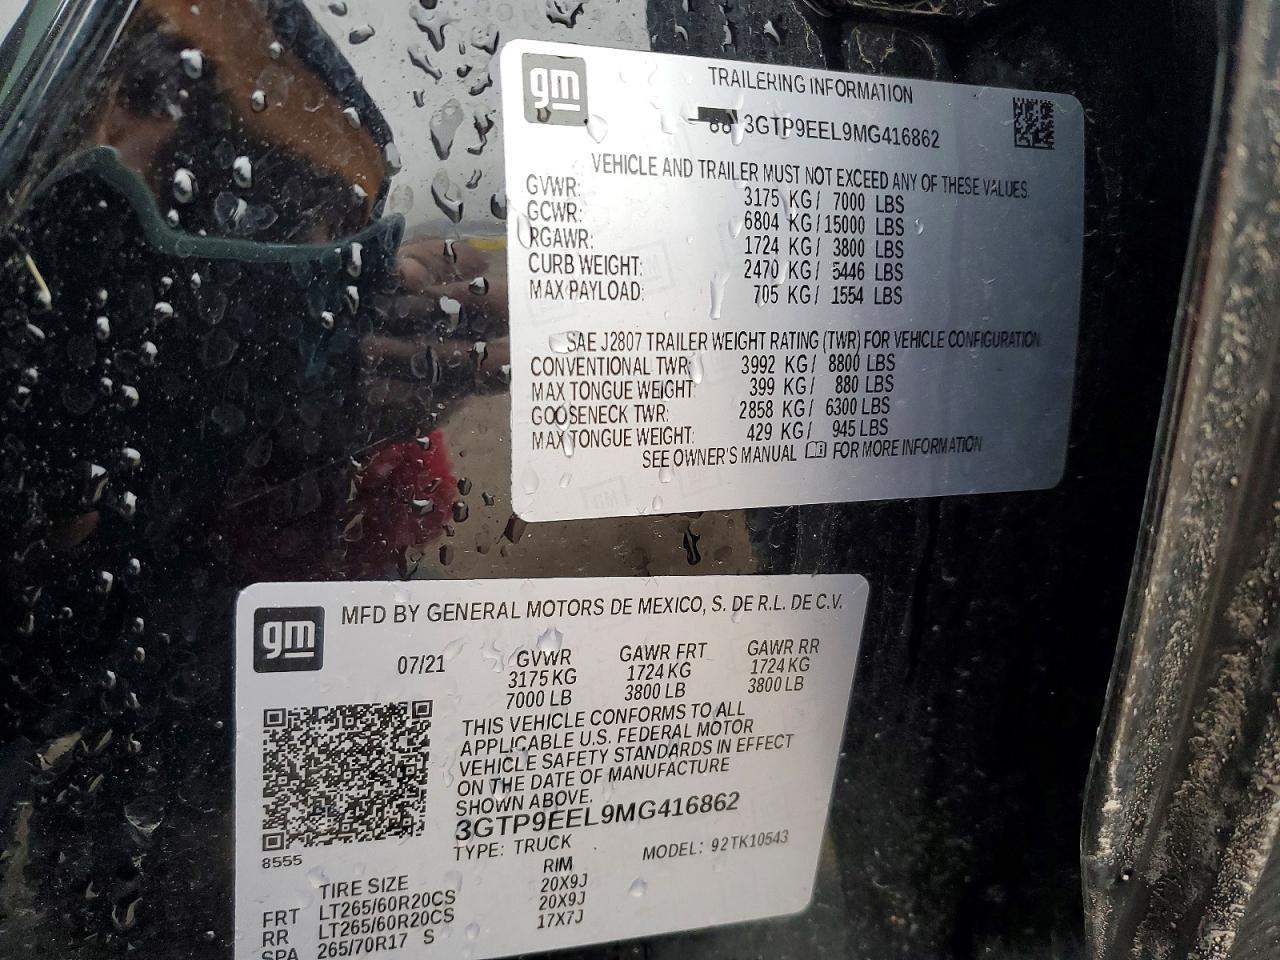 gm
TRAILERING INFORMATION
3GTP9EEL9MG416862
VEHICLE AND TRAILER MUST NOT EXCEED ANY OF THESE VALUES.
GVWR: 3175 KG/ 7000 LBS
GCWR: 6804 KG/ 15000 LBS
RGAWR: 1724 KG/ 3800 LBS
CURB WEIGHT: 2470 KG/ 5446 LBS
MAX PAYLOAD: 705 KG/ 1554 LBS
SAE J2807 TRAILER WEIGHT RATING (TWR) FOR VEHICLE CONFIGURATION
CONVENTIONAL TWR: 3992 KG/ 8800 LBS
MAX TONGUE WEIGHT: 399 KG/ 880 LBS
GOOSENECK TWR: 2858 KG/ 6300 LBS
MAX TONGUE WEIGHT: 429 KG/ 945 LBS
SEE OWNER'S MANUAL FOR MORE INFORMATION
gm
MFD BY GENERAL MOTORS DE MEXICO, S. DE R.L. DE C.V.
07/21 GVWR GAWR FRT GAWR RR
3175 KG 1724 KG 1724 KG
7000 LB 3800 LB 3800 LB
THIS VEHICLE CONFORMS TO ALL
APPLICABLE U.S. FEDERAL MOTOR
VEHICLE SAFETY STANDARDS IN EFFECT
ON THE DATE OF MANUFACTURE
SHOWN ABOVE.
3GTP9EEL9MG416862
TYPE: TRUCK MODEL: 92TK10543
8555
TIRE SIZE RIM
FRT LT265/60R20CS 20X9J
RR LT265/60R20CS 20X9J
SPA 265/70R17 S 17X7J